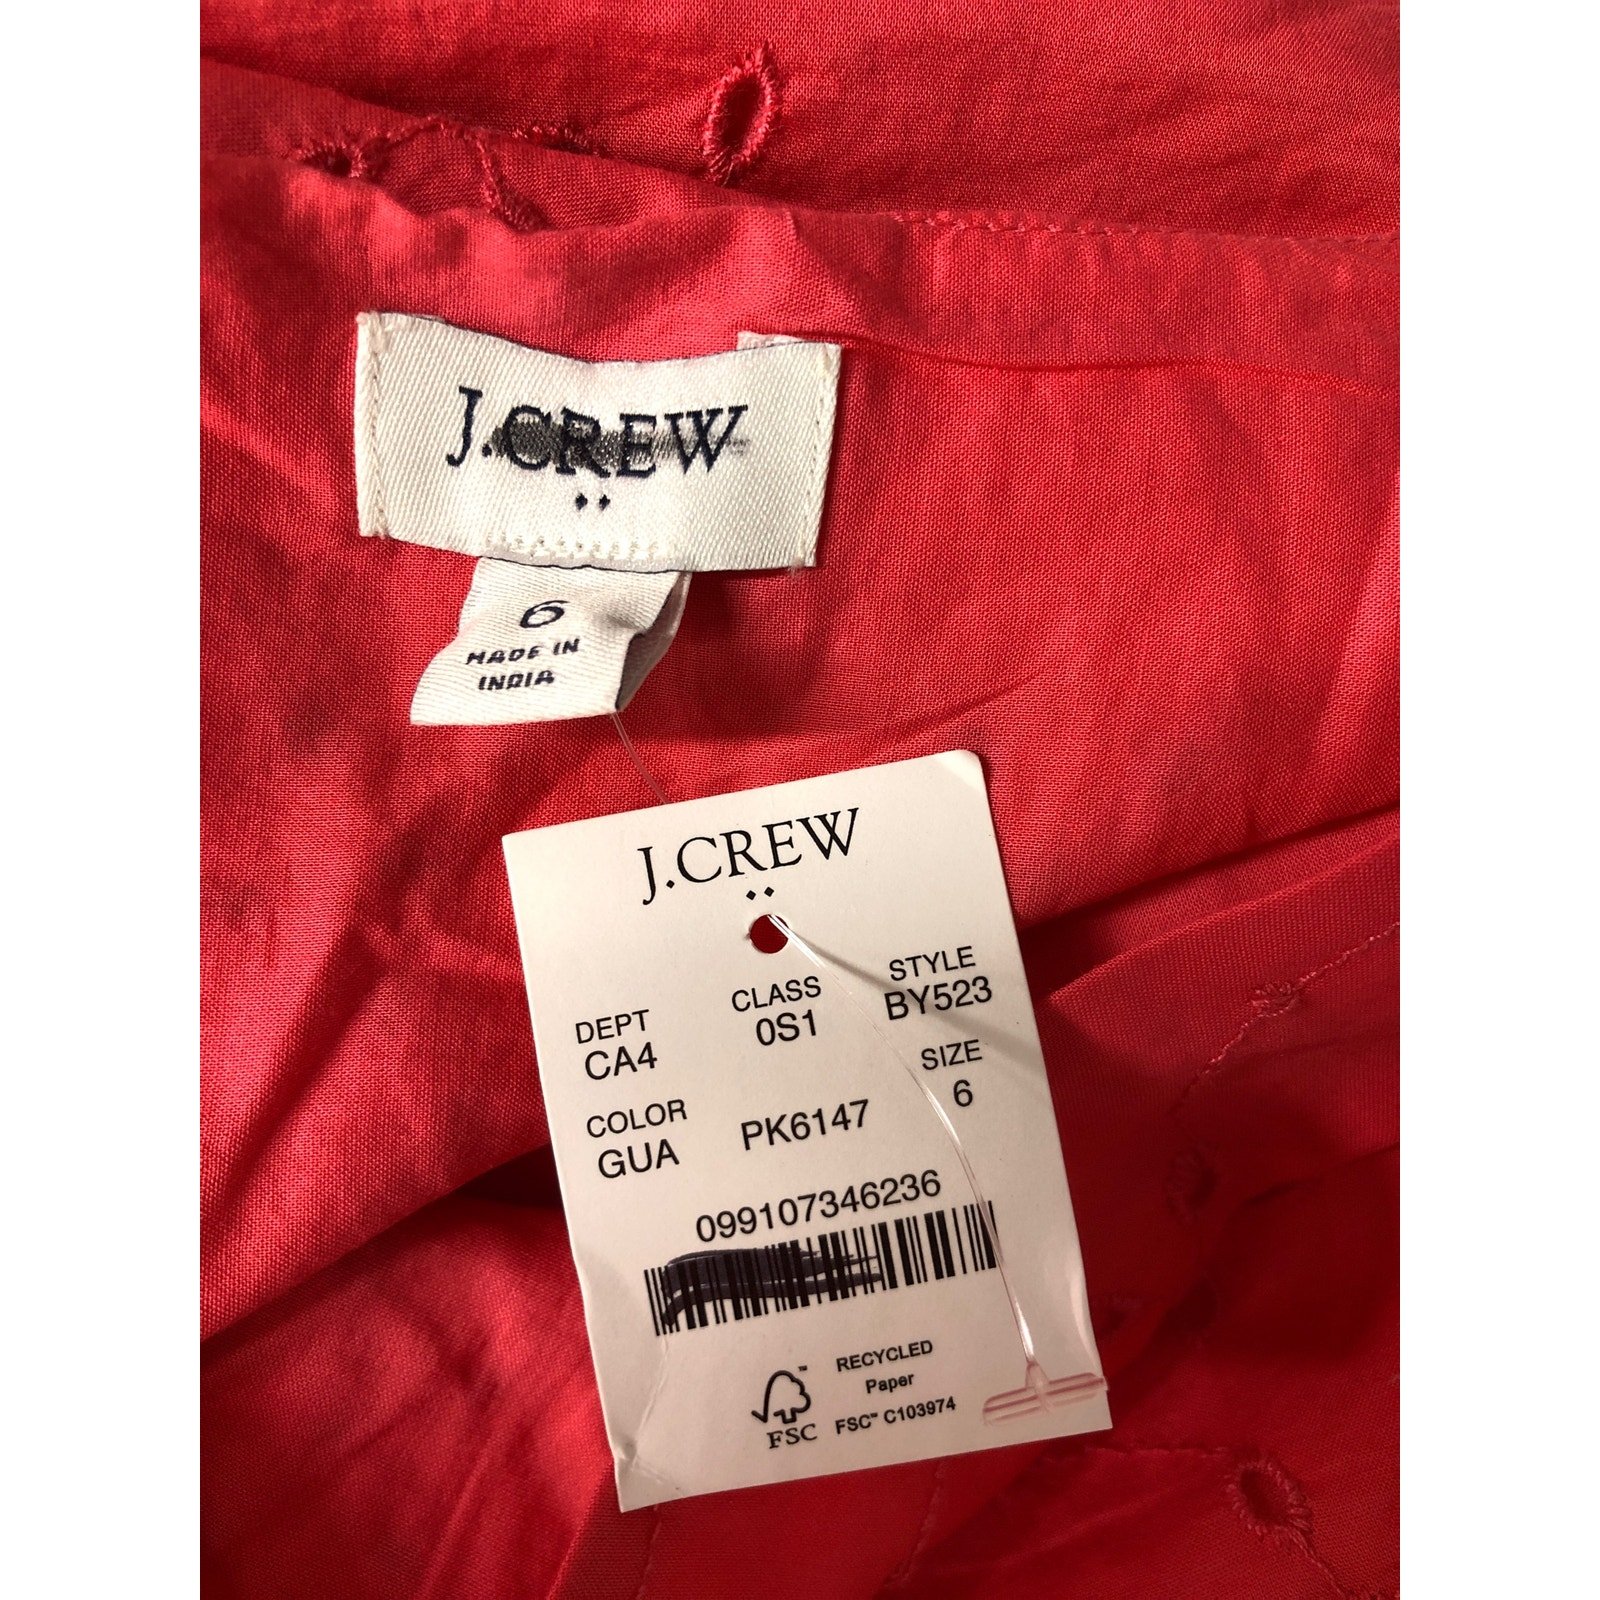 J.CREW
6
MADE IN
INDIA
J.CREW
DEPT CLASS STYLE
CA4 0S1 BY523
COLOR SIZE
GUA PK6147 6
099107346236
RECYCLED
Paper
FSC™ C103974
™
FSC